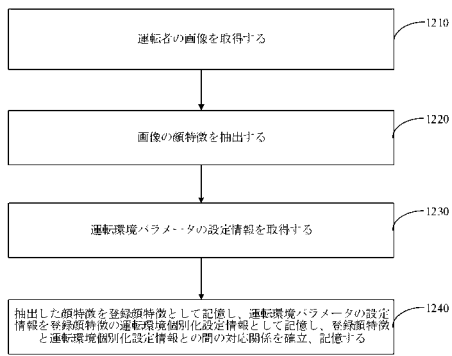 運転者の画像を取得する
1210
画像の顔特徴を抽出する
1220
運転環境パラメータの設定情報を取得する
1230
抽出した顔特徴を登録顔特徴として記憶し、運転環境パラメータの設定
情報を登録顔特徴の運転環境個別化設定情報として記憶し、登録顔特徴
と運転環境個別化設定情報との間の対応関係を確立、記憶する
1240